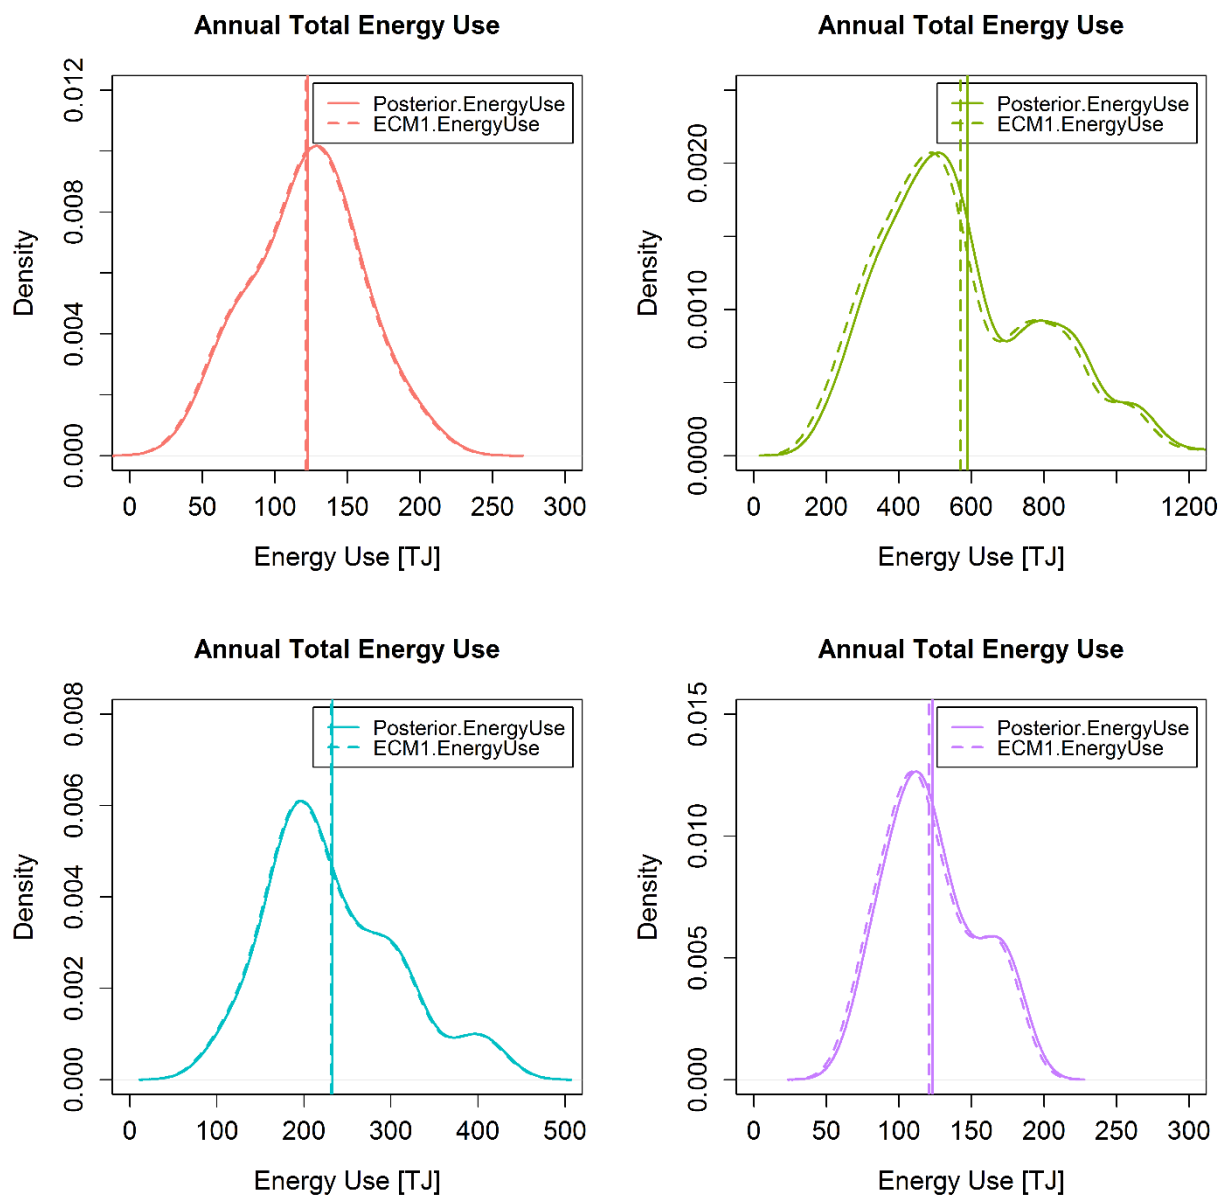 Annual Total Energy Use
Density
0.000
0.004
0.008
0.012
Posterior.EnergyUse
ECM1.EnergyUse
0 50 100 150 200 250 300
Energy Use [TJ]
Annual Total Energy Use
Density
0.0000
0.0010
0.0020
Posterior.EnergyUse
ECM1.EnergyUse
0 200 400 600 800 1200
Energy Use [TJ]
Annual Total Energy Use
Density
0.000
0.002
0.004
0.006
0.008
Posterior.EnergyUse
ECM1.EnergyUse
0 100 200 300 400 500
Energy Use [TJ]
Annual Total Energy Use
Density
0.000
0.005
0.010
0.015
Posterior.EnergyUse
ECM1.EnergyUse
0 50 100 150 200 250 300
Energy Use [TJ]